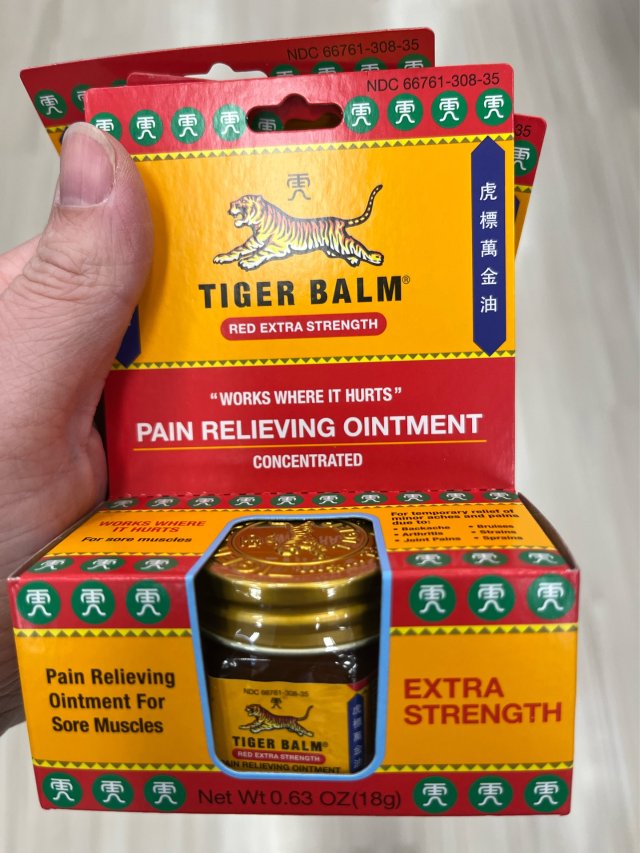 NDC 66761-308-35
NDC 66761-308-35
35
虎標萬金油
TIGER BALM®
RED EXTRA STRENGTH
"WORKS WHERE IT HURTS"
PAIN RELIEVING OINTMENT
CONCENTRATED
WORKS WHERE
IT HURTS
For sore muscles
For temporary relief of
minor aches and pains
due to:
• Backache
• Arthritis
• Joint Pains
• Bruises
• Strains
• Sprains
Pain Relieving
Ointment For
Sore Muscles
NDC 66761-308-35
TIGER BALM®
RED EXTRA STRENGTH
PAIN RELIEVING OINTMENT
虎標萬金油
EXTRA
STRENGTH
Net Wt 0.63 OZ(18g)